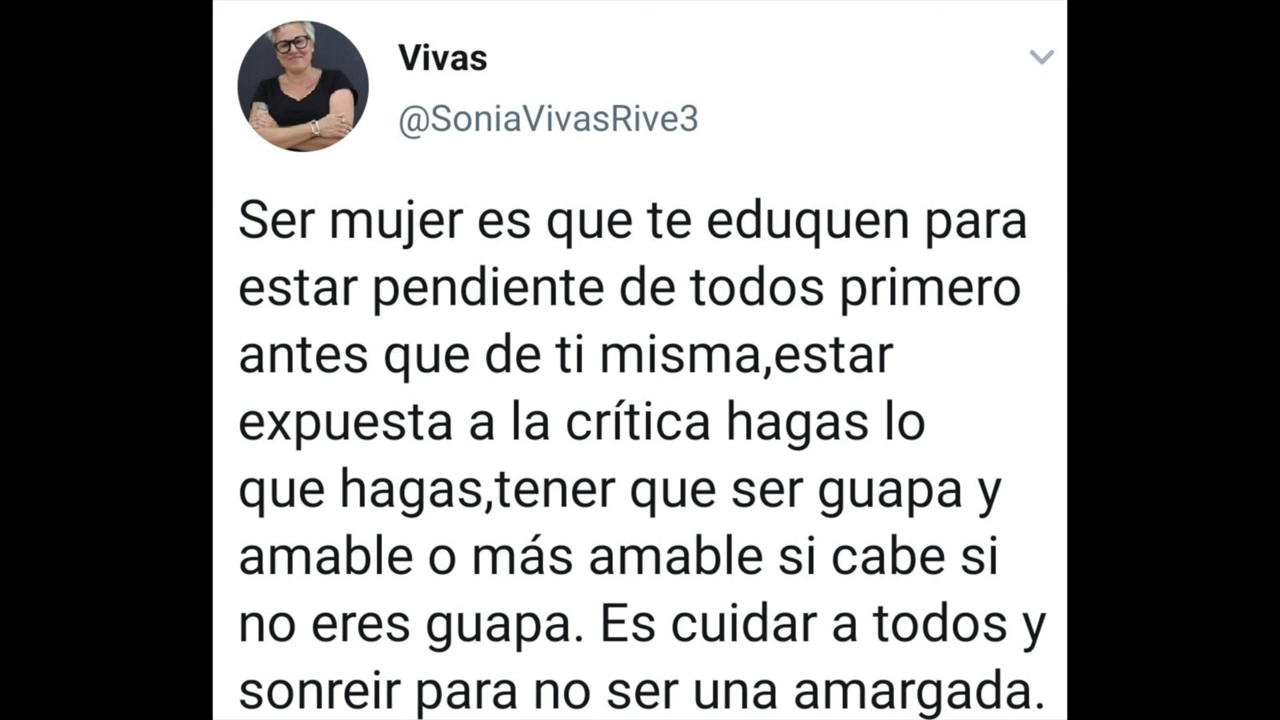 Vivas
@SoniaVivasRive3
Ser mujer es que te eduquen para
estar pendiente de todos primero
antes que de ti misma,estar
expuesta a la crítica hagas lo
que hagas,tener que ser guapa y
amable o más amable si cabe si
no eres guapa. Es cuidar a todos y
sonreir para no ser una amargada.